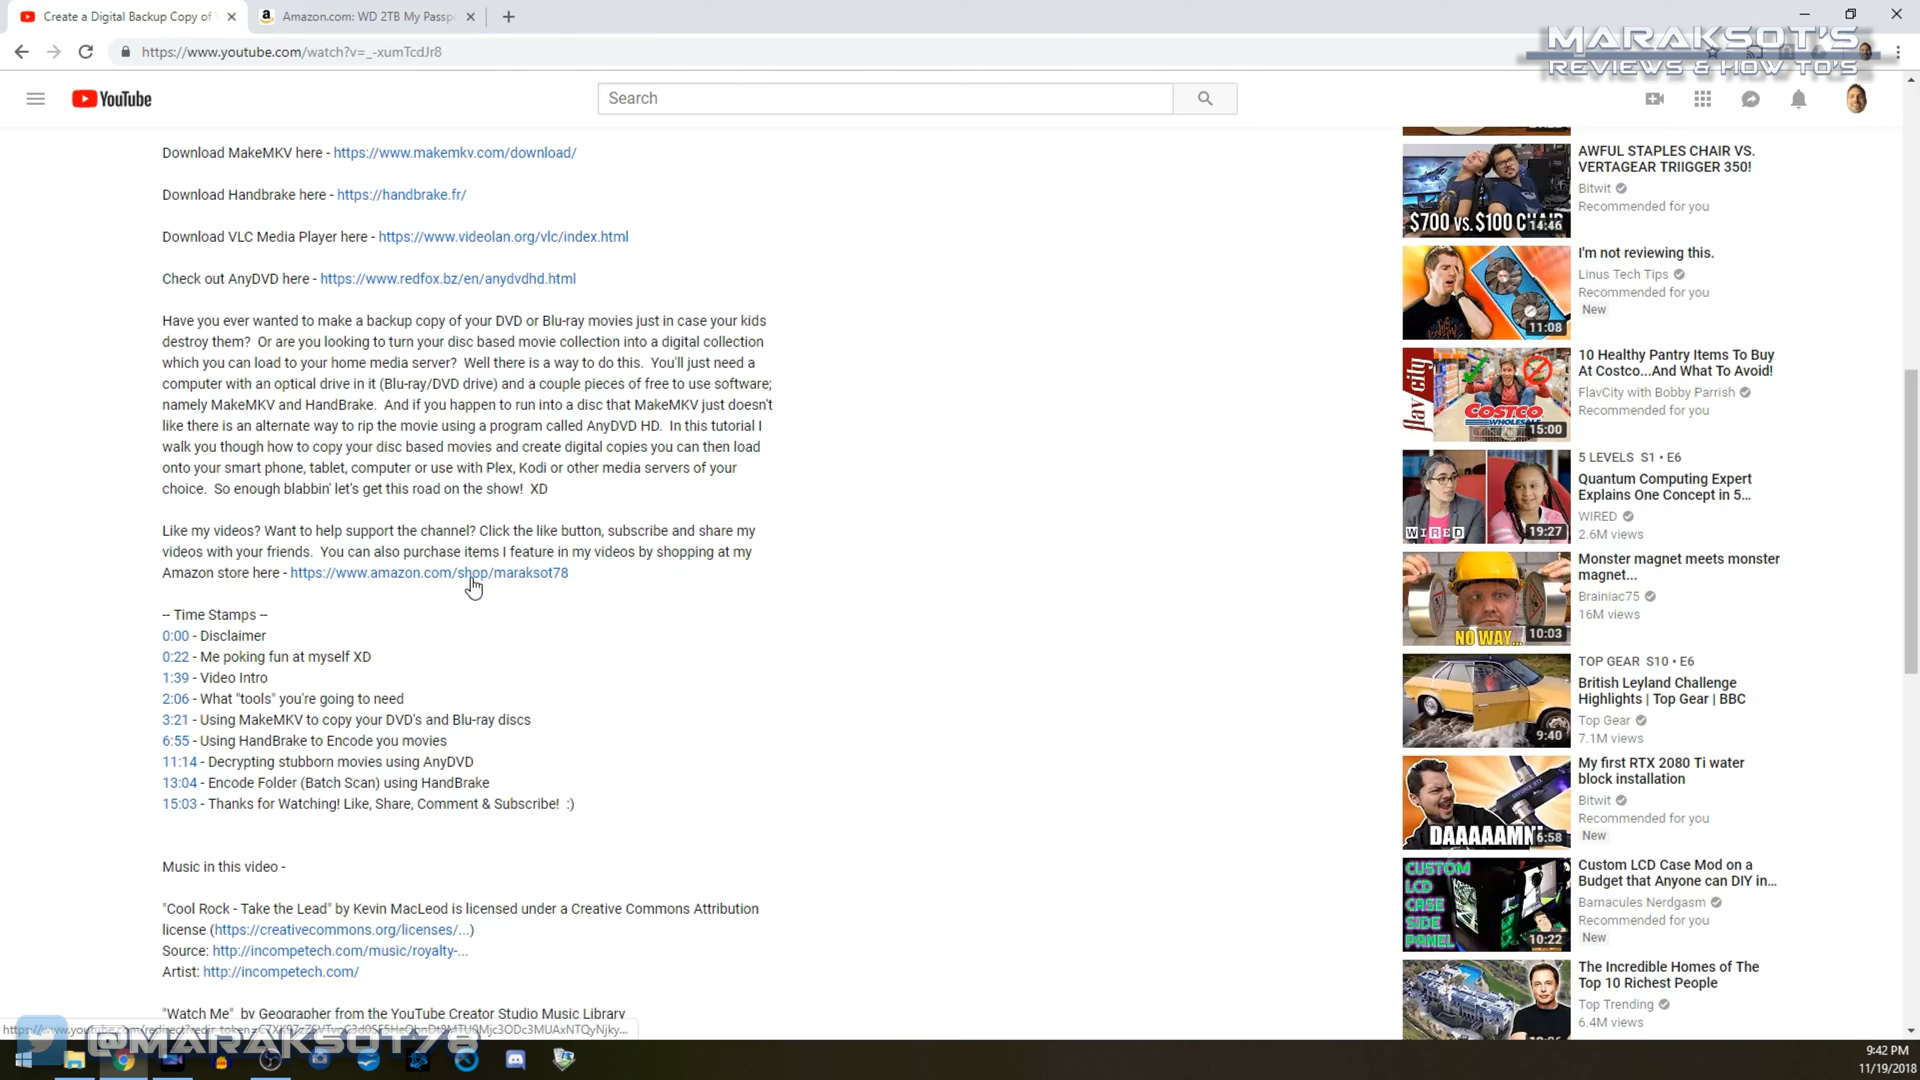 Create a Digital Backup Copy of
Amazon.com: WD 2TB My Passp
https://www.youtube.com/watch?v=_-xumTcdJr8
MARAKSOT'S
REVIEWS & HOW TO'S
YouTube
Search
Download MakeMKV here - https://www.makemkv.com/download/
Download Handbrake here - https://handbrake.fr/
Download VLC Media Player here - https://www.videolan.org/vlc/index.html
Check out AnyDVD here - https://www.redfox.bz/en/anydvdhd.html
Have you ever wanted to make a backup copy of your DVD or Blu-ray movies just in case your kids
destroy them?  Or are you looking to turn your disc based movie collection into a digital collection
which you can load to your home media server?  Well there is a way to do this.  You'll just need a
computer with an optical drive in it (Blu-ray/DVD drive) and a couple pieces of free to use software;
namely MakeMKV and HandBrake.  And if you happen to run into a disc that MakeMKV just doesn't
like there is an alternate way to rip the movie using a program called AnyDVD HD.  In this tutorial I
walk you though how to copy your disc based movies and create digital copies you can then load
onto your smart phone, tablet, computer or use with Plex, Kodi or other media servers of your
choice.  So enough blabbin' let's get this road on the show!  XD
Like my videos? Want to help support the channel? Click the like button, subscribe and share my
videos with your friends.  You can also purchase items I feature in my videos by shopping at my
Amazon store here - https://www.amazon.com/shop/maraksot78
-- Time Stamps --
0:00 - Disclaimer
0:22 - Me poking fun at myself XD
1:39 - Video Intro
2:06 - What "tools" you're going to need
3:21 - Using MakeMKV to copy your DVD's and Blu-ray discs
6:55 - Using HandBrake to Encode you movies
11:14 - Decrypting stubborn movies using AnyDVD
13:04 - Encode Folder (Batch Scan) using HandBrake
15:03 - Thanks for Watching! Like, Share, Comment & Subscribe!  :)
Music in this video -
"Cool Rock - Take the Lead" by Kevin MacLeod is licensed under a Creative Commons Attribution
license (https://creativecommons.org/licenses/...)
Source: http://incompetech.com/music/royalty-...
Artist: http://incompetech.com/
"Watch Me"  by Geographer from the YouTube Creator Studio Music Library
@MARAKSOT78
AWFUL STAPLES CHAIR VS.
VERTAGEAR TRIIGGER 350!
Bitwit
Recommended for you
$700 VS. $100 CHAIR
14:46
I'm not reviewing this.
Linus Tech Tips
Recommended for you
New
11:08
10 Healthy Pantry Items To Buy
At Costco...And What To Avoid!
FlavCity with Bobby Parrish
Recommended for you
flav city
COSTCO
WHOLESALE
15:00
5 LEVELS  S1 • E6
Quantum Computing Expert
Explains One Concept in 5...
WIRED
2.6M views
WIRED
19:27
Monster magnet meets monster
magnet...
Brainiac75
16M views
NO WAY...
10:03
TOP GEAR  S10 • E6
British Leyland Challenge
Highlights | Top Gear | BBC
Top Gear
7.1M views
9:40
My first RTX 2080 Ti water
block installation
Bitwit
Recommended for you
New
DAAAAAMN!
6:58
Custom LCD Case Mod on a
Budget that Anyone can DIY in...
Barnacules Nerdgasm
Recommended for you
New
CUSTOM
LCD
CASE
SIDE
PANEL
10:22
The Incredible Homes of The
Top 10 Richest People
Top Trending
6.4M views
9:42 PM
11/19/2018